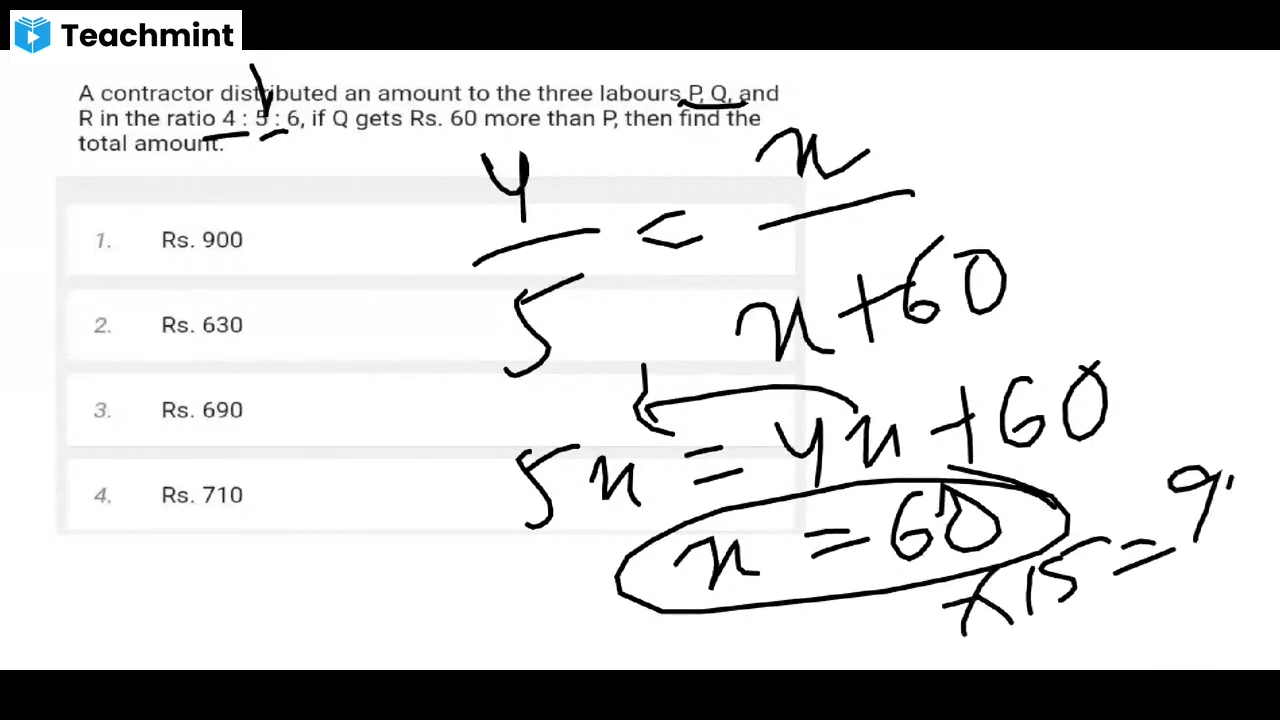 Teachmint
A contractor distributed an amount to the three labours P, Q, and
R in the ratio 4 : 5 : 6, if Q gets Rs. 60 more than P, then find the
total amount.
1. Rs. 900
2. Rs. 630
3. Rs. 690
4. Rs. 710
4/5 = x/x+60
5x = 4x+60
x = 60
x15 = 9